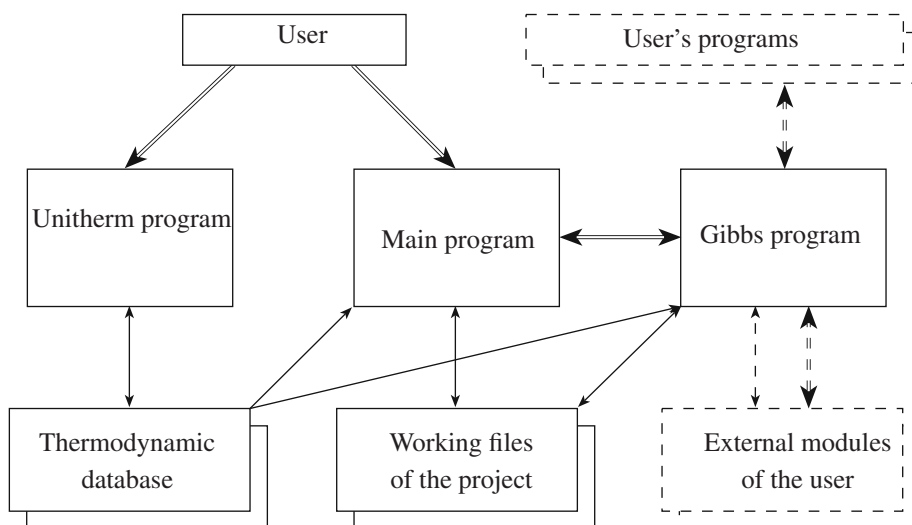 User
User's programs
Unitherm program
Main program
Gibbs program
Thermodynamic
database
Working files
of the project
External modules
of the user